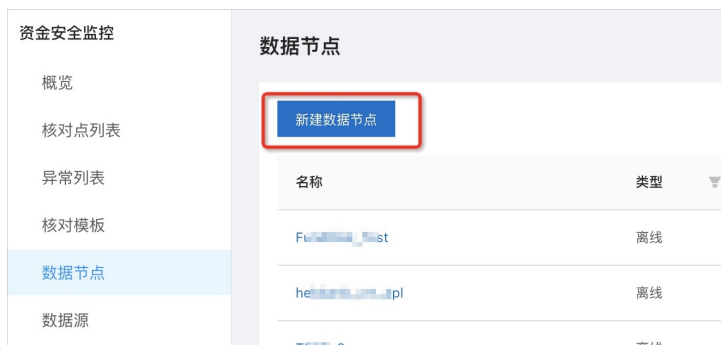 资金安全监控
数据节点
概览
新建数据节点
核对点列表
异常列表
名称
类型
核对模板
离线
数据节点
离线
数据源